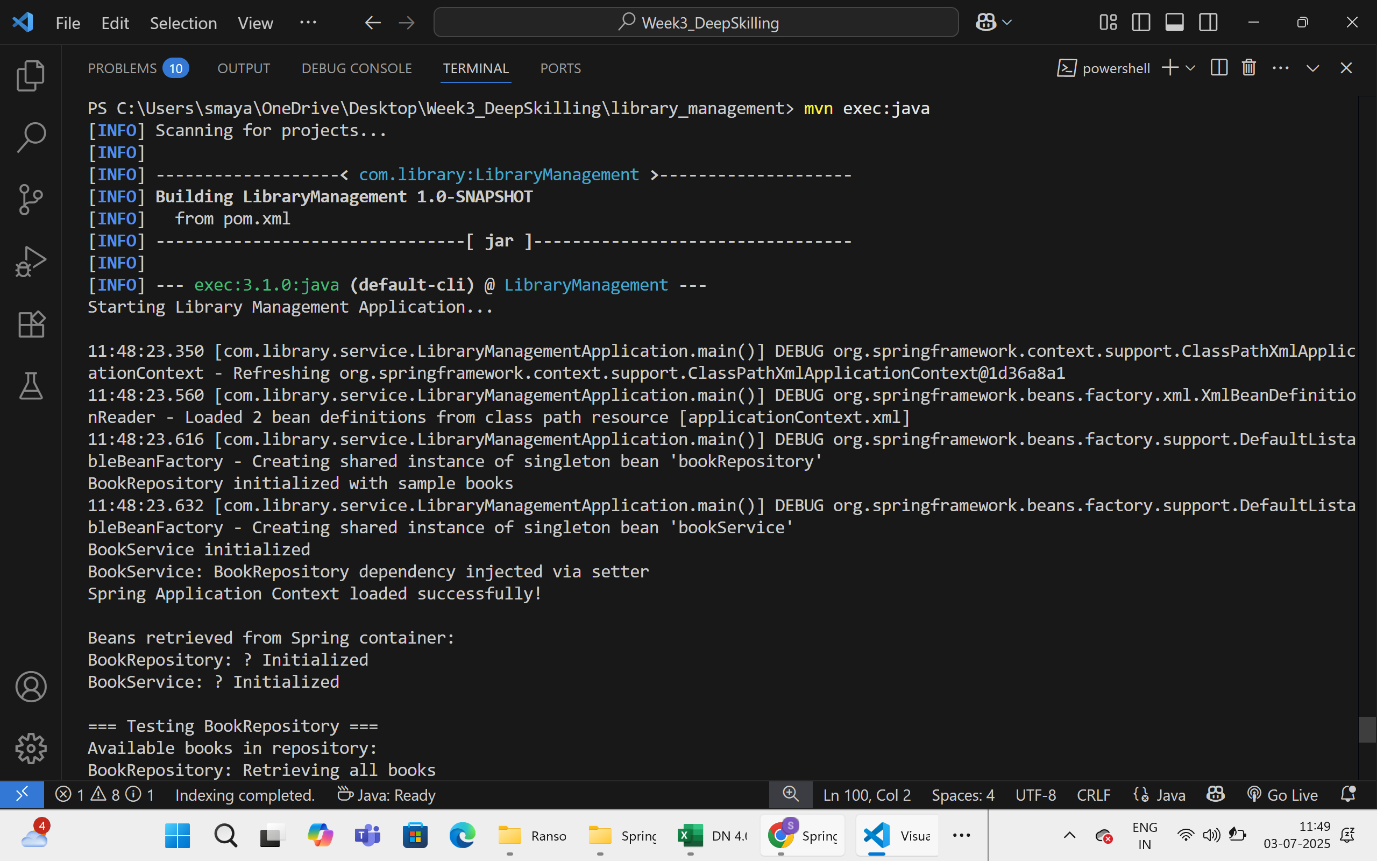 File Edit Selection View ··· Week3_DeepSkilling
PROBLEMS 10 OUTPUT DEBUG CONSOLE TERMINAL PORTS powershell
PS C:\Users\smaya\OneDrive\Desktop\Week3_DeepSkilling\library_management> mvn exec:java
[INFO] Scanning for projects...
[INFO]
[INFO] -------------------< com.library:LibraryManagement >--------------------
[INFO] Building LibraryManagement 1.0-SNAPSHOT
[INFO]   from pom.xml
[INFO] --------------------------------[ jar ]---------------------------------
[INFO]
[INFO] --- exec:3.1.0:java (default-cli) @ LibraryManagement ---
Starting Library Management Application...
11:48:23.350 [com.library.service.LibraryManagementApplication.main()] DEBUG org.springframework.context.support.ClassPathXmlApplic
ationContext - Refreshing org.springframework.context.support.ClassPathXmlApplicationContext@1d36a8a1
11:48:23.560 [com.library.service.LibraryManagementApplication.main()] DEBUG org.springframework.beans.factory.xml.XmlBeanDefinitio
nReader - Loaded 2 bean definitions from class path resource [applicationContext.xml]
11:48:23.616 [com.library.service.LibraryManagementApplication.main()] DEBUG org.springframework.beans.factory.support.DefaultLista
bleBeanFactory - Creating shared instance of singleton bean 'bookRepository'
BookRepository initialized with sample books
11:48:23.632 [com.library.service.LibraryManagementApplication.main()] DEBUG org.springframework.beans.factory.support.DefaultLista
bleBeanFactory - Creating shared instance of singleton bean 'bookService'
BookService initialized
BookService: BookRepository dependency injected via setter
Spring Application Context loaded successfully!
Beans retrieved from Spring container:
BookRepository: ? Initialized
BookService: ? Initialized
=== Testing BookRepository ===
Available books in repository:
BookRepository: Retrieving all books
1 8 1 Indexing completed. Java: Ready Ln 100, Col 2 Spaces: 4 UTF-8 CRLF {} Java Go Live
4 Ranso Spring DN 4.0 S Spring Visua ··· ENG 11:49
IN 03-07-2025